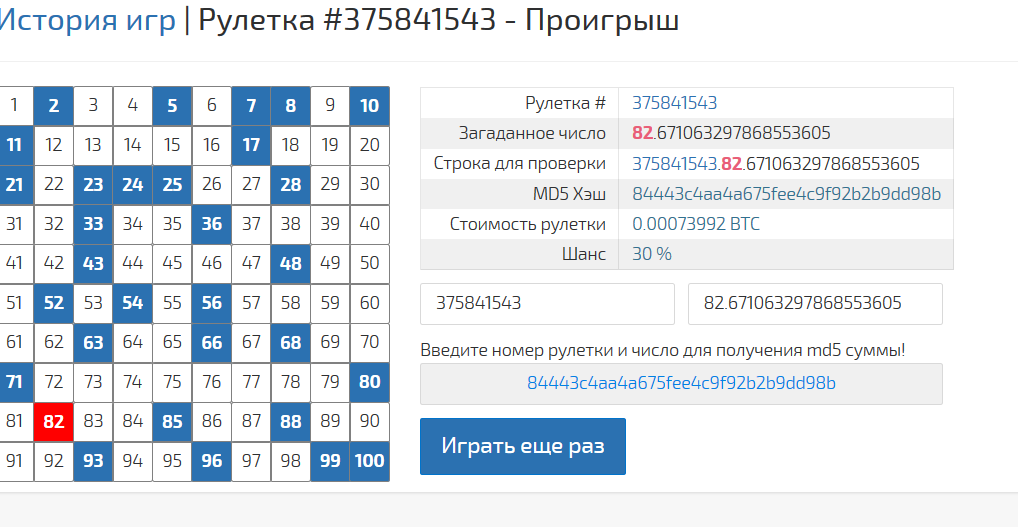 История игр | Рулетка #375841543 - Проигрыш
1 2 3 4 5 6 7 8 9 10
11 12 13 14 15 16 17 18 19 20
21 22 23 24 25 26 27 28 29 30
31 32 33 34 35 36 37 38 39 40
41 42 43 44 45 46 47 48 49 50
51 52 53 54 55 56 57 58 59 60
61 62 63 64 65 66 67 68 69 70
71 72 73 74 75 76 77 78 79 80
81 82 83 84 85 86 87 88 89 90
91 92 93 94 95 96 97 98 99 100
Рулетка # 375841543
Загаданное число 82.671063297868553605
Строка для проверки 375841543.82.671063297868553605
MD5 Хэш 84443c4aa4a675fee4c9f92b2b9dd98b
Стоимость рулетки 0.00073992 BTC
Шанс 30 %
375841543 82.671063297868553605
Введите номер рулетки и число для получения md5 суммы!
84443c4aa4a675fee4c9f92b2b9dd98b
Играть еще раз